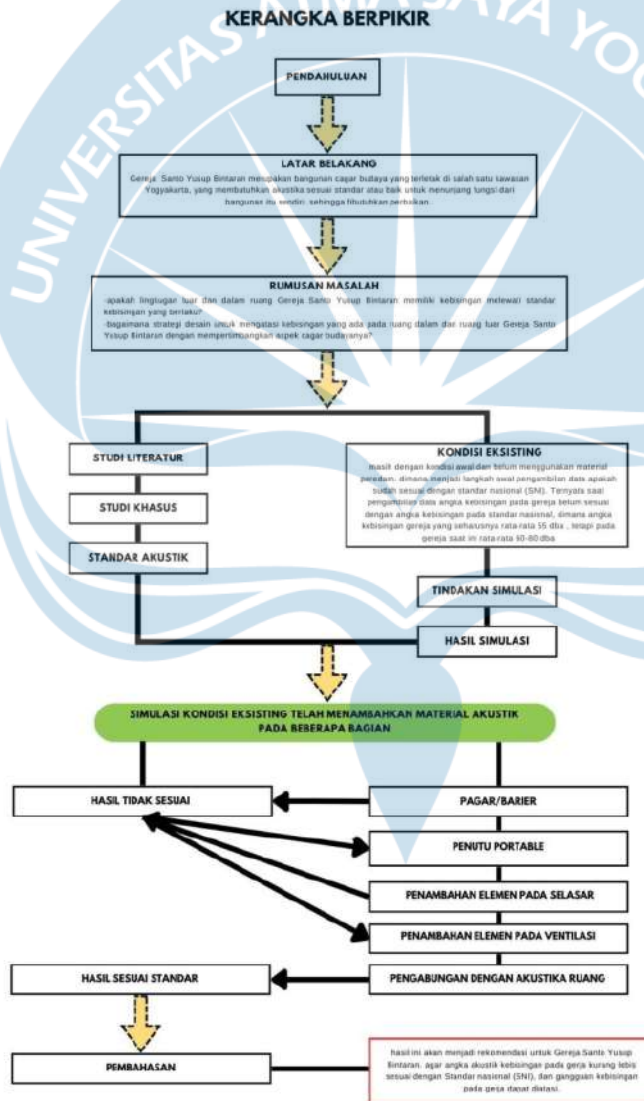 KERANGKA BERPIKIR
UNIVERSITAS ATMA JAYA YOG
PENDAHULUAN
LATAR BELAKANG
Gereja Santo Yusup Bintaran merupakan bangunan cagar budaya yang terletak di salah satu kawasan
Yogyakarta, yang membutuhkan akustika sesuai standar atau baik untuk menunjang fungsi dari
bangunan itu sendiri, sehingga dibutuhkan perbaikan.
RUMUSAN MASALAH
-apakah lingkugan luar dan dalam ruang Gereja Santo Yusup Bintaran memiliki kebisingan melewati standar
kebisingan yang berlaku?
-bagaimana strategi desain untuk mengatasi kebisingan yang ada pada ruang dalam dan ruang luar Gereja Santo
Yusup Bintaran dengan mempertimbangkan aspek cagar budayanya?
STUDI LITERATUR
STUDI KHASUS
STANDAR AKUSTIK
KONDISI EKSISTING
masih dengan kondisi awal dan belum menggunakan material
peredam, dimana menjadi langkah awal pengambilan data apakah
sudah sesuai dengan standar nasional (SNI). Ternyata saat
pengambilan data angka kebisingan pada gereja belum sesuai
dengan angka kebisingan pada standar nasional, dimana angka
kebisingan gereja yang seharusnya rata-rata 55 dba , tetapi pada
gereja saat ini rata-rata 60-80 dba
TINDAKAN SIMULASI
HASIL SIMULASI
SIMULASI KONDISI EKSISTING TELAH MENAMBAHKAN MATERIAL AKUSTIK
PADA BEBERAPA BAGIAN
HASIL TIDAK SESUAI
PAGAR/BARIER
PENUTU PORTABLE
PENAMBAHAN ELEMEN PADA SELASAR
PENAMBAHAN ELEMEN PADA VENTILASI
HASIL SESUAI STANDAR
PENGABUNGAN DENGAN AKUSTIKA RUANG
PEMBAHASAN
hasil ini akan menjadi rekomendasi untuk Gereja Santo Yusup
Bintaran, agar angka akustik kebisingan pada gerja kurang lebis
sesuai dengan Standar nasional (SNI), dan gangguan kebisingan
pada gereja dapat diatasi.